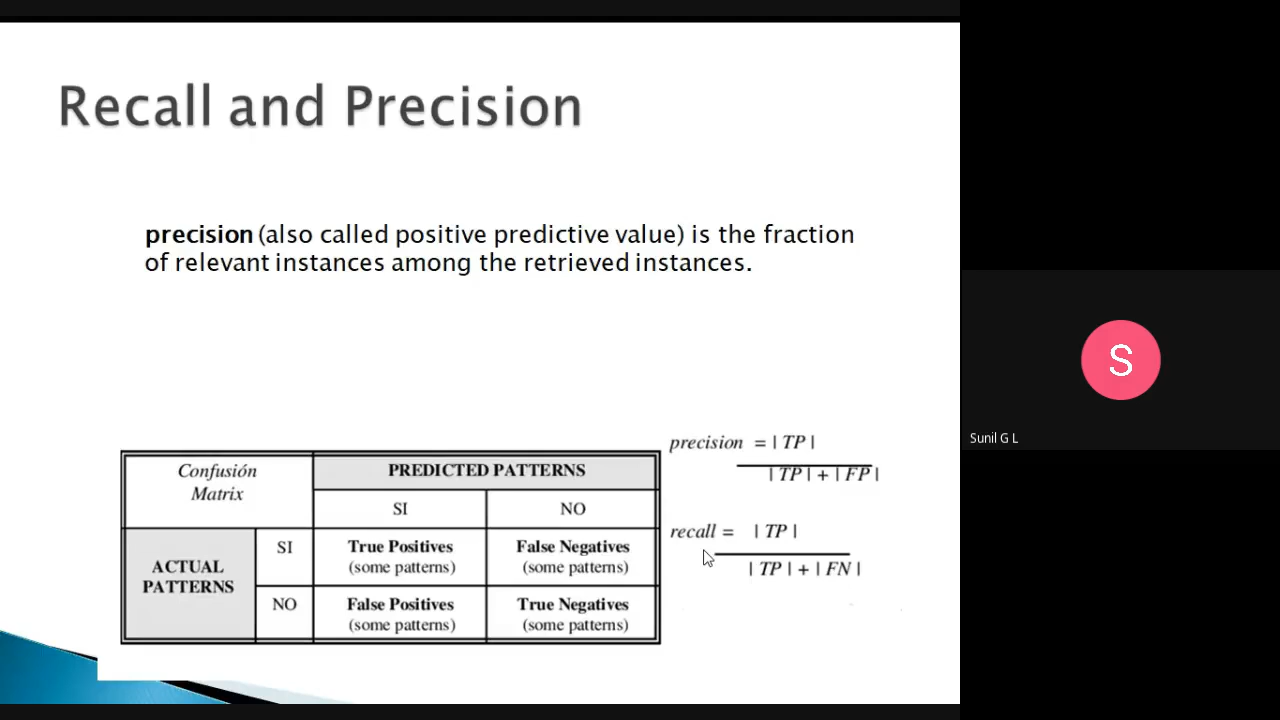 Recall and Precision
precision (also called positive predictive value) is the fraction
of relevant instances among the retrieved instances.
Confusión
Matrix
PREDICTED PATTERNS
SI
NO
ACTUAL
PATTERNS
SI
True Positives
(some patterns)
False Negatives
(some patterns)
NO
False Positives
(some patterns)
True Negatives
(some patterns)
precision = | TP |
| TP | + | FP |
recall = | TP |
| TP | + | FN |
S
Sunil G L